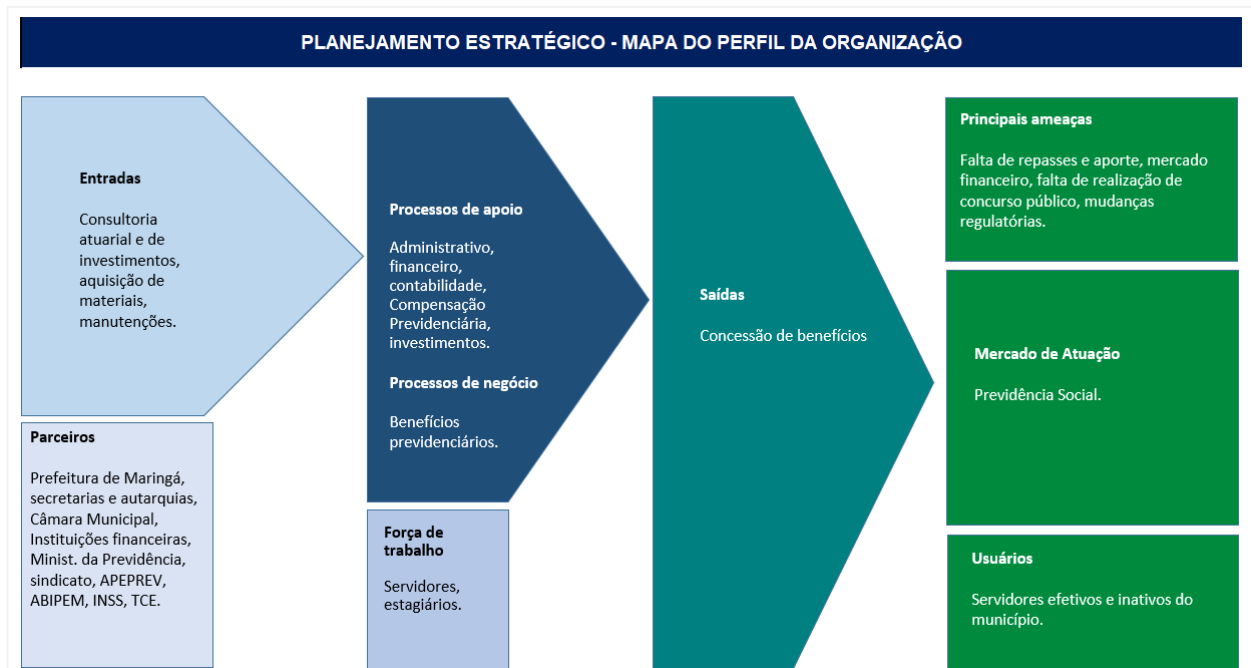 PLANEJAMENTO ESTRATÉGICO - MAPA DO PERFIL DA ORGANIZAÇÃO
Entradas
Consultoria
atuarial e de
investimentos,
aquisição de
materiais,
manutenções.
Parceiros
Prefeitura de Maringá,
secretarias e autarquias,
Câmara Municipal,
Instituições financeiras,
Minist. da Previdência,
sindicato, APEPREV,
ABIPEM, INSS, TCE.
Processos de apoio
Administrativo,
financeiro,
contabilidade,
Compensação
Previdenciária,
investimentos.
Processos de negócio
Benefícios
previdenciários.
Força de
trabalho
Servidores,
estagiários.
Saídas
Concessão de benefícios
Principais ameaças
Falta de repasses e aporte, mercado
financeiro, falta de realização de
concurso público, mudanças
regulatórias.
Mercado de Atuação
Previdência Social.
Usuários
Servidores efetivos e inativos do
município.